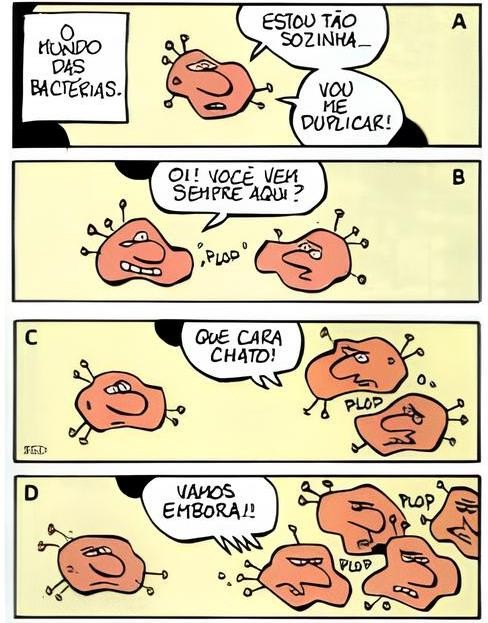 O
MUNDO
DAS
BACTÉRIAS.
ESTOU TÃO
SOZINHA...
A
VOU
ME
DUPLICAR!
OI! VOCÊ VEM
SEMPRE AQUI?
B
"PLOP"
C
QUE CARA
CHATO!
PLOP
D
VAMOS
EMBORA!!
PLOP
PLOP